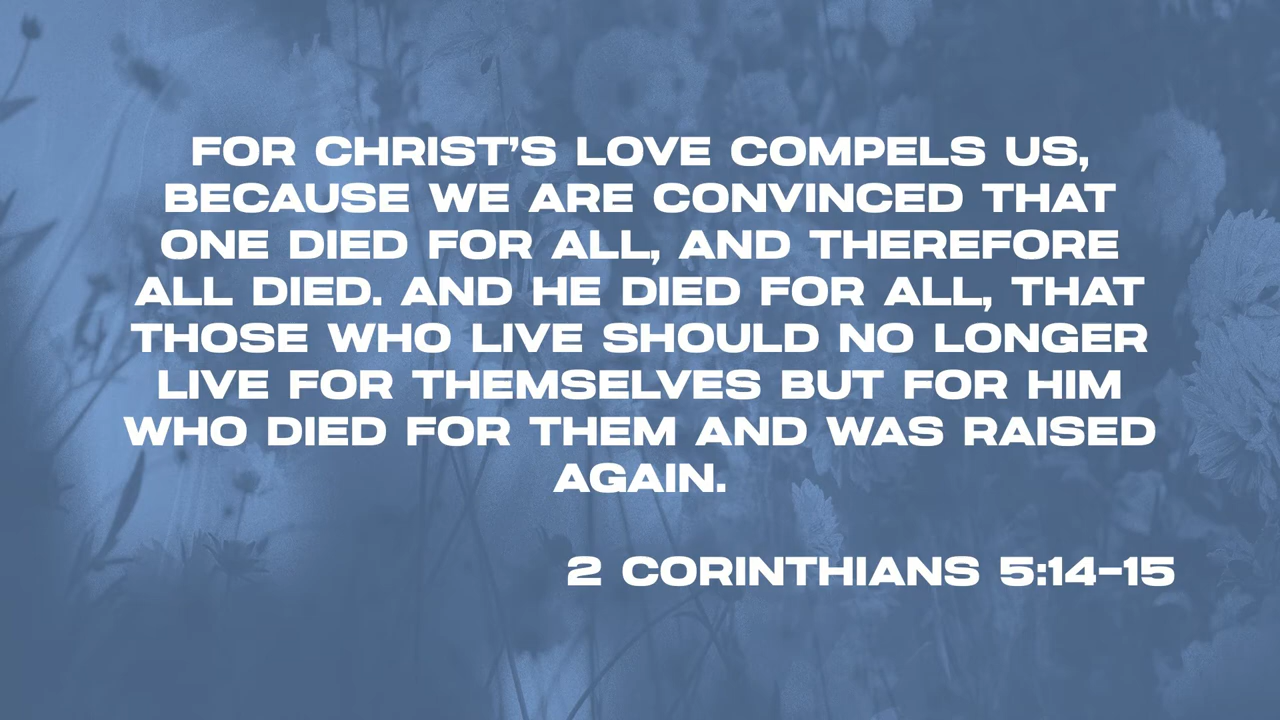 FOR CHRIST'S LOVE COMPELS US,
BECAUSE WE ARE CONVINCED THAT
ONE DIED FOR ALL, AND THEREFORE
ALL DIED. AND HE DIED FOR ALL, THAT
THOSE WHO LIVE SHOULD NO LONGER
LIVE FOR THEMSELVES BUT FOR HIM
WHO DIED FOR THEM AND WAS RAISED
AGAIN.
2 CORINTHIANS 5:14–15